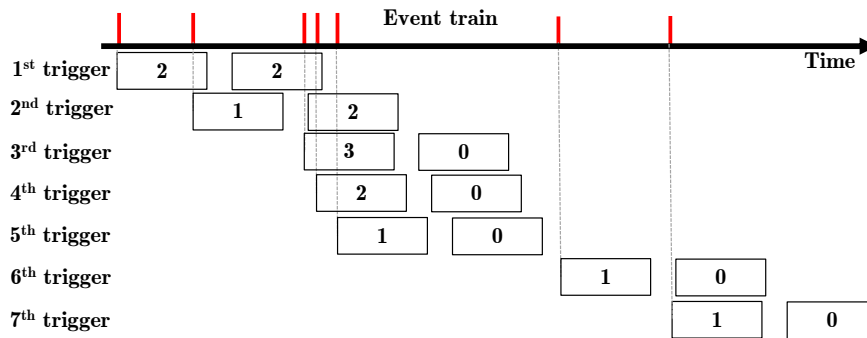 Event train
Time
1st trigger 2 2
2nd trigger 1 2
3rd trigger 3 0
4th trigger 2 0
5th trigger 1 0
6th trigger 1 0
7th trigger 1 0